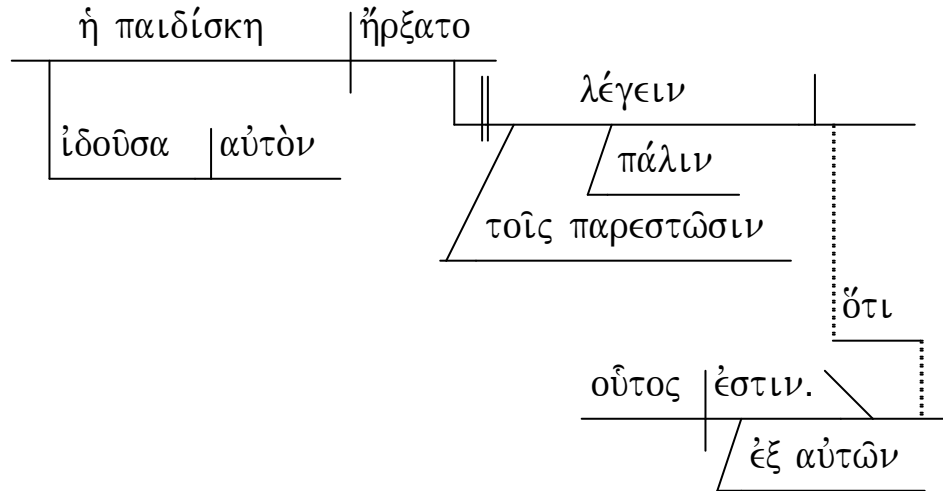 ἡ παιδίσκη ἤρξατο
λέγειν
ἰδοῦσα αὐτὸν
πάλιν
τοῖς παρεστῶσιν
ὅτι
οὗτος ἐστιν.
ἐξ αὐτῶν